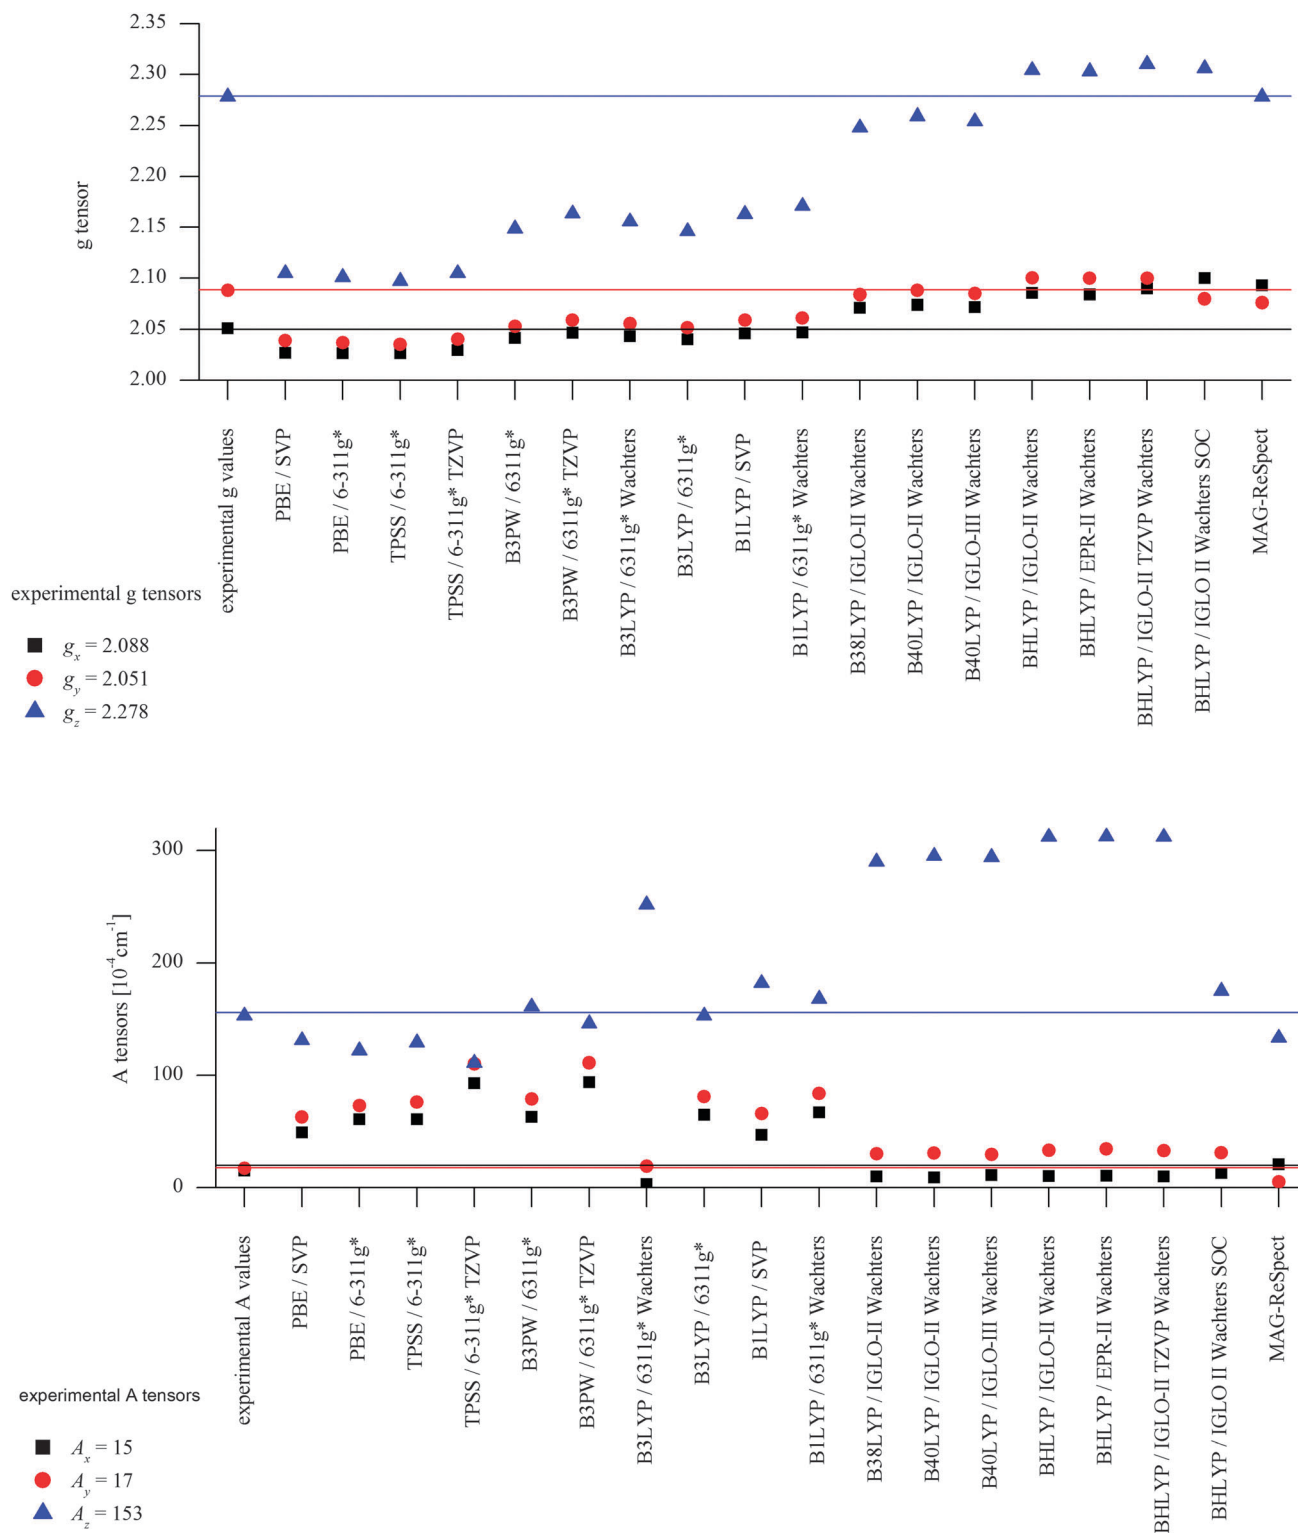 2.35
2.30
2.25
2.20
2.15
2.10
2.05
2.00
g tensor
experimental g values
PBE / SVP
PBE / 6-311g*
TPSS / 6-311g*
TPSS / 6-311g* TZVP
B3PW / 6311g*
B3PW / 6311g* TZVP
B3LYP / 6311g* Wachters
B3LYP / 6311g*
B1LYP / SVP
B1LYP / 6311g* Wachters
B38LYP / IGLO-II Wachters
B40LYP / IGLO-II Wachters
B40LYP / IGLO-III Wachters
BHLYP / IGLO-II Wachters
BHLYP / EPR-II Wachters
BHLYP / IGLO-II TZVP Wachters
BHLYP / IGLO II Wachters SOC
MAG-ReSpect
experimental g tensors
gx = 2.088
gy = 2.051
gz = 2.278
300
200
100
0
A tensors [10-4cm-1]
experimental A values
PBE / SVP
PBE / 6-311g*
TPSS / 6-311g*
TPSS / 6-311g* TZVP
B3PW / 6311g*
B3PW / 6311g* TZVP
B3LYP / 6311g* Wachters
B3LYP / 6311g*
B1LYP / SVP
B1LYP / 6311g* Wachters
B38LYP / IGLO-II Wachters
B40LYP / IGLO-II Wachters
B40LYP / IGLO-III Wachters
BHLYP / IGLO-II Wachters
BHLYP / EPR-II Wachters
BHLYP / IGLO-II TZVP Wachters
BHLYP / IGLO II Wachters SOC
MAG-ReSpect
experimental A tensors
Ax = 15
Ay = 17
Az = 153